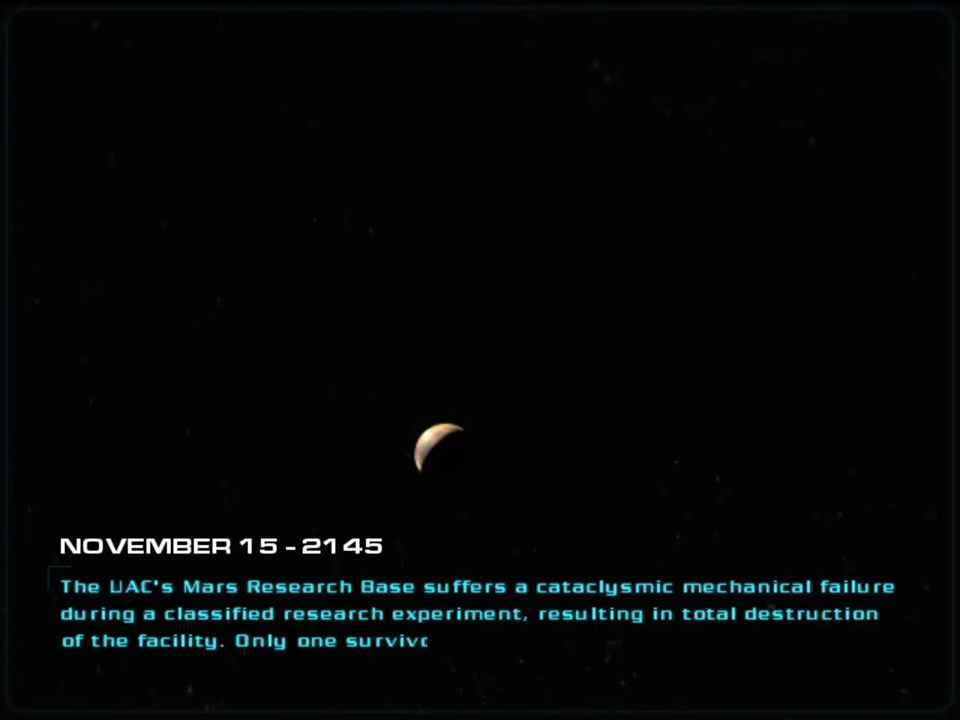 NOVEMBER 15 - 2145
The UAC's Mars Research Base suffers a cataclysmic mechanical failure
during a classified research experiment, resulting in total destruction
of the facility. Only one